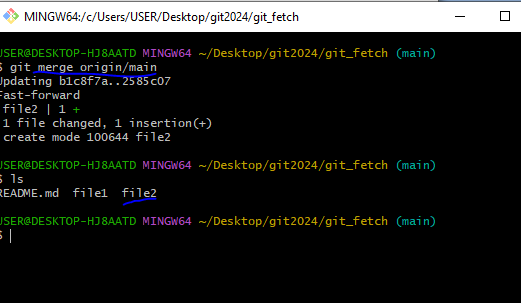 MINGW64:/c/Users/USER/Desktop/git2024/git_fetch
USER@DESKTOP-HJ8AATD MINGW64 ~/Desktop/git2024/git_fetch (main)
$ git merge origin/main
Updating b1c8f7a..2585c07
Fast-forward
file2 | 1 +
1 file changed, 1 insertion(+)
create mode 100644 file2
USER@DESKTOP-HJ8AATD MINGW64 ~/Desktop/git2024/git_fetch (main)
$ ls
README.md file1 file2
USER@DESKTOP-HJ8AATD MINGW64 ~/Desktop/git2024/git_fetch (main)
$